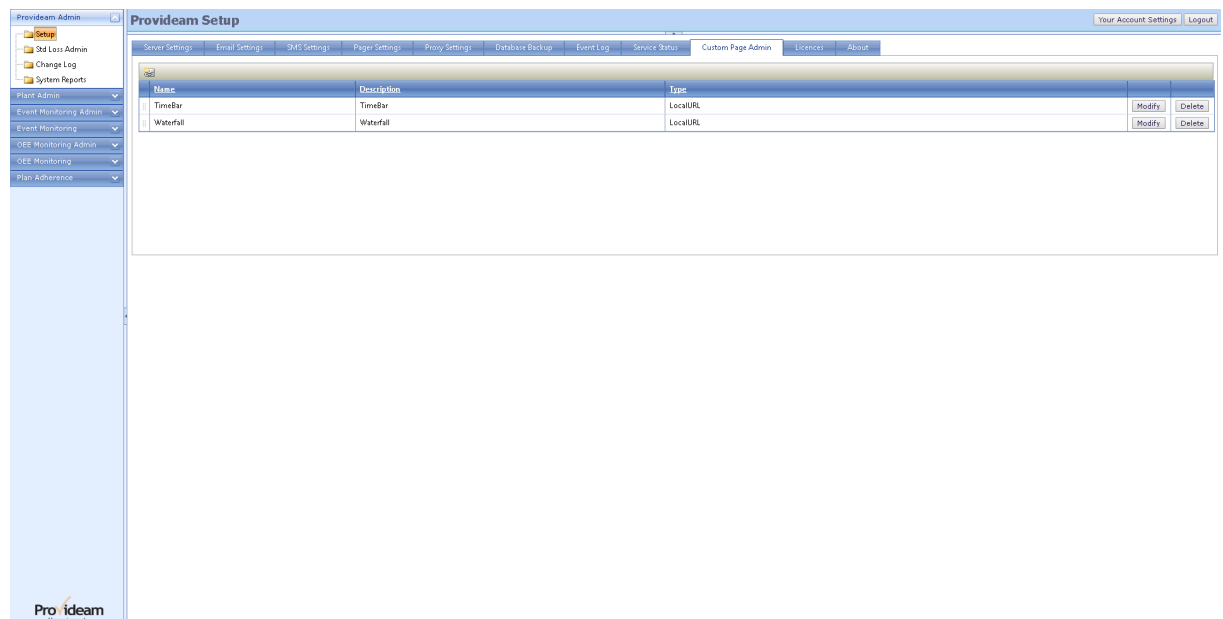 Provideam Admin
Setup
Std Loss Admin
Change Log
System Reports
Plant Admin
Event Monitoring Admin
Event Monitoring
OEE Monitoring Admin
OEE Monitoring
Plan Adherence
Provideam
Provideam Setup
Your Account Settings Logout
Server Settings Email Settings SMS Settings Pager Settings Proxy Settings Database Backup Event Log Service Status Custom Page Admin Licences About
Name Description Type
TimeBar TimeBar LocalURL Modify Delete
Waterfall Waterfall LocalURL Modify Delete